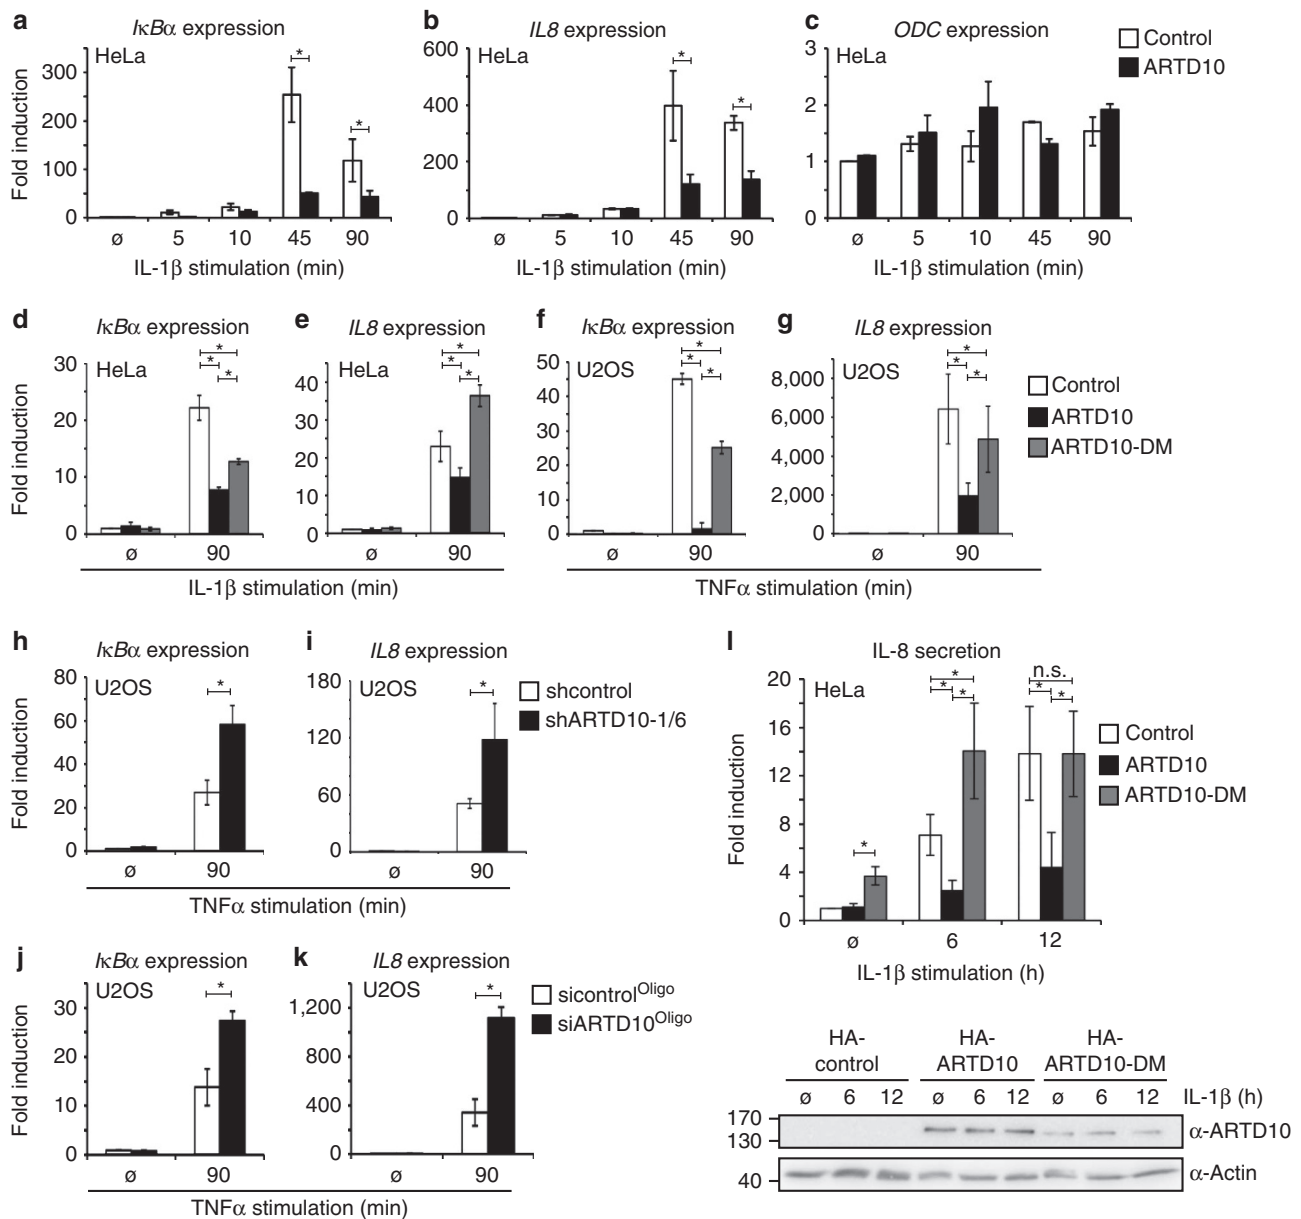 a
IκBα expression
HeLa
Fold induction
300
200
100
0
*
*
ø 5 10 45 90
IL-1β stimulation (min)
b
IL8 expression
HeLa
600
400
200
0
*
*
ø 5 10 45 90
IL-1β stimulation (min)
c
ODC expression
HeLa
3
2
1
0
ø 5 10 45 90
IL-1β stimulation (min)
Control
ARTD10
d
IκBα expression
HeLa
Fold induction
30
20
10
0
*
* *
ø 90
e
IL8 expression
HeLa
40
30
20
10
0
*
* *
ø 90
IL-1β stimulation (min)
f
IκBα expression
U2OS
50
40
30
20
10
0
*
* *
ø 90
g
IL8 expression
U2OS
8,000
6,000
4,000
2,000
0
*
* *
ø 90
TNFα stimulation (min)
Control
ARTD10
ARTD10-DM
h
IκBα expression
U2OS
Fold induction
80
60
40
20
0
*
ø 90
i
IL8 expression
U2OS
180
120
60
0
*
ø 90
TNFα stimulation (min)
shcontrol
shARTD10-1/6
j
IκBα expression
U2OS
Fold induction
30
20
10
0
*
ø 90
k
IL8 expression
U2OS
1,200
800
400
0
*
ø 90
TNFα stimulation (min)
sicontrolOligo
siARTD10Oligo
l
IL-8 secretion
HeLa
Fold induction
20
16
12
8
4
0
*
*
* *
n.s.
* *
ø 6 12
IL-1β stimulation (h)
Control
ARTD10
ARTD10-DM
HA-
control
HA-
ARTD10
HA-
ARTD10-DM
ø 6 12 ø 6 12 ø 6 12 IL-1β (h)
170
130
α-ARTD10
40
α-Actin